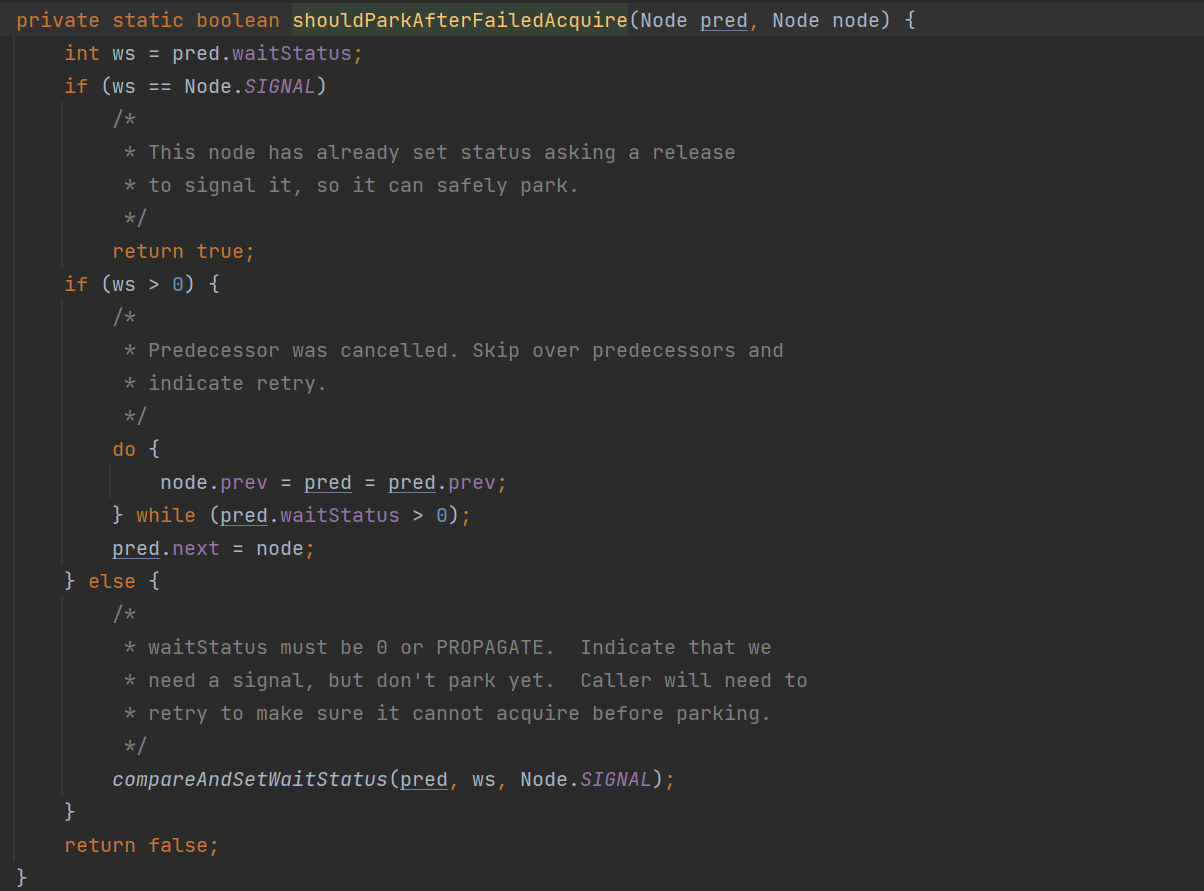 private static boolean shouldParkAfterFailedAcquire(Node pred, Node node) {
    int ws = pred.waitStatus;
    if (ws == Node.SIGNAL)
        /*
         * This node has already set status asking a release
         * to signal it, so it can safely park.
         */
        return true;
    if (ws > 0) {
        /*
         * Predecessor was cancelled. Skip over predecessors and
         * indicate retry.
         */
        do {
            node.prev = pred = pred.prev;
        } while (pred.waitStatus > 0);
        pred.next = node;
    } else {
        /*
         * waitStatus must be 0 or PROPAGATE.  Indicate that we
         * need a signal, but don't park yet.  Caller will need to
         * retry to make sure it cannot acquire before parking.
         */
        compareAndSetWaitStatus(pred, ws, Node.SIGNAL);
    }
    return false;
}